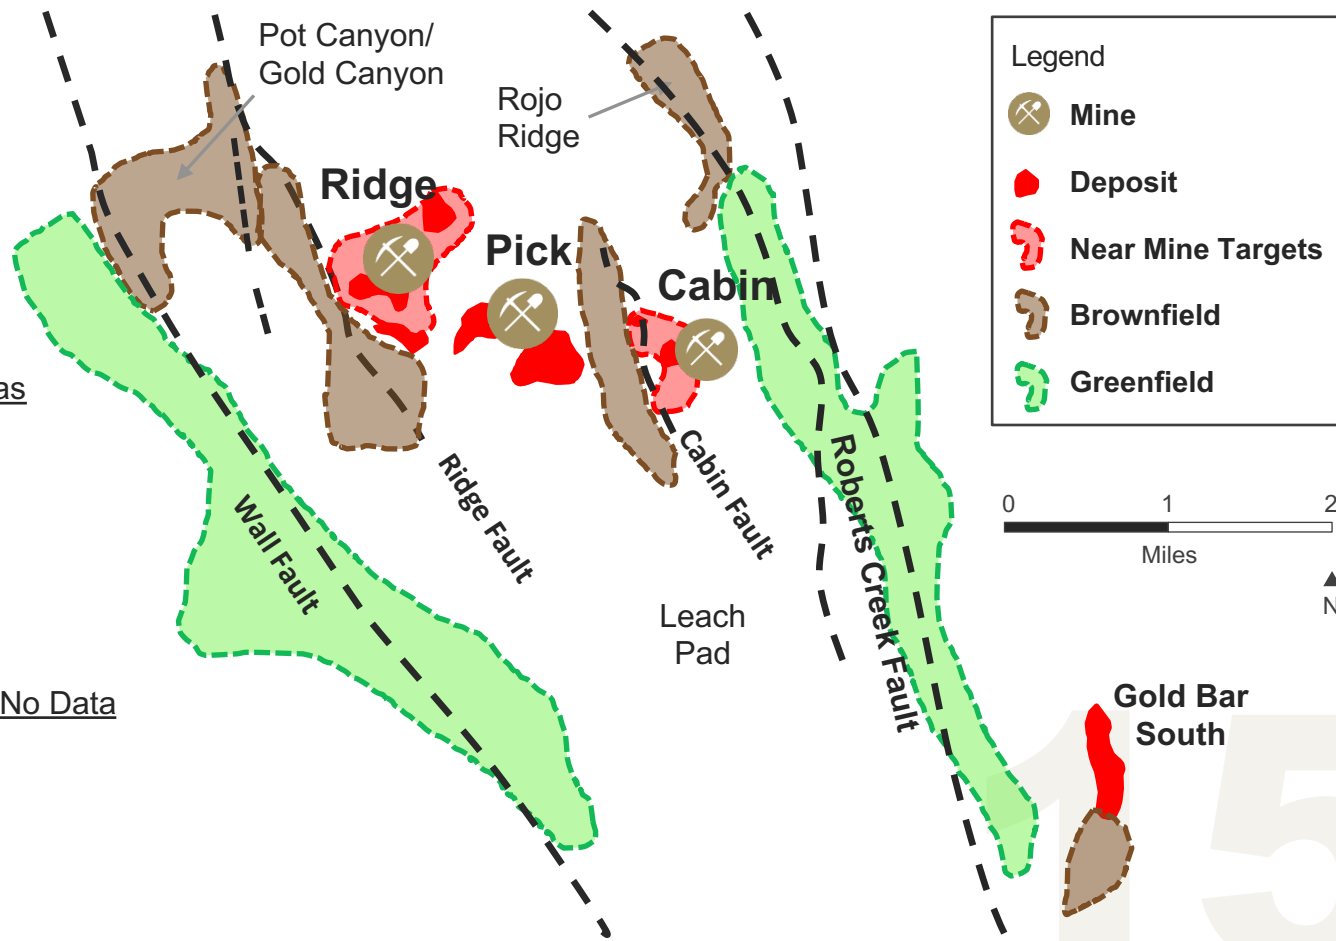 Pot Canyon/
Gold Canyon
Rojo
Ridge
Ridge
Pick
Cabin
as
Wall Fault
Ridge Fault
Cabin Fault
Roberts Creek Fault
Leach
Pad
No Data
Gold Bar
South
Legend
Mine
Deposit
Near Mine Targets
Brownfield
Greenfield
0 1 2
Miles
N
15